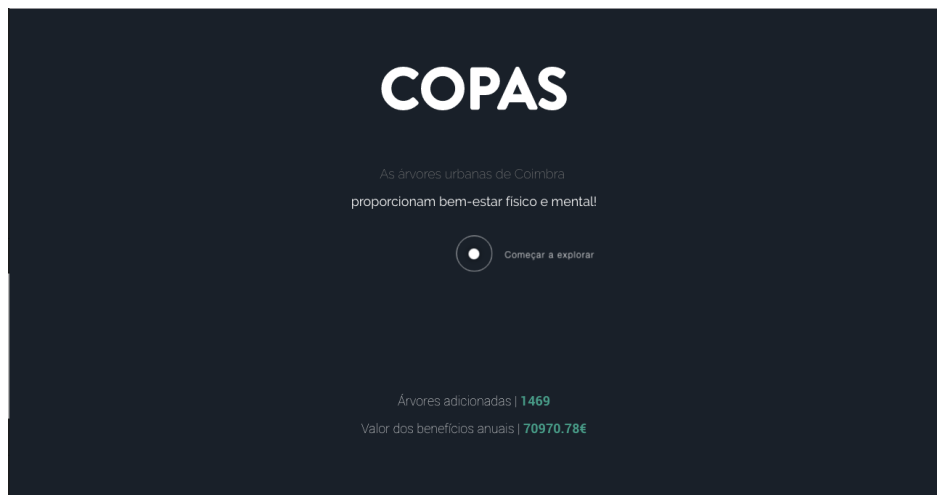 COPAS
As árvores urbanas de Coimbra
proporcionam bem-estar físico e mental!
Começar a explorar
Árvores adicionadas | 1469
Valor dos benefícios anuais | 70970.78€